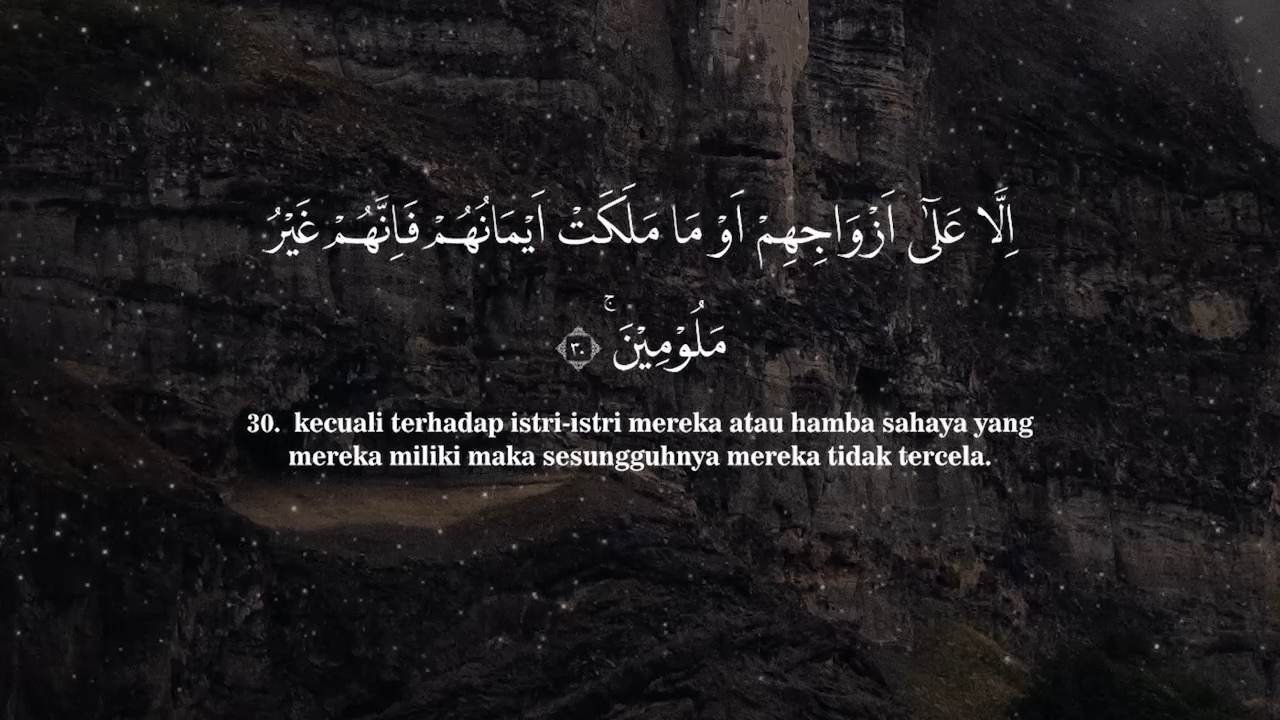 اِلَّا عَلٰٓى اَزْوَاجِهِمْ اَوْ مَا مَلَكَتْ اَيْمَانُهُمْ فَاِنَّهُمْ غَيْرُ
مَلُوْمِيْنَۚ ٣٠
30. kecuali terhadap istri-istri mereka atau hamba sahaya yang
mereka miliki maka sesungguhnya mereka tidak tercela.